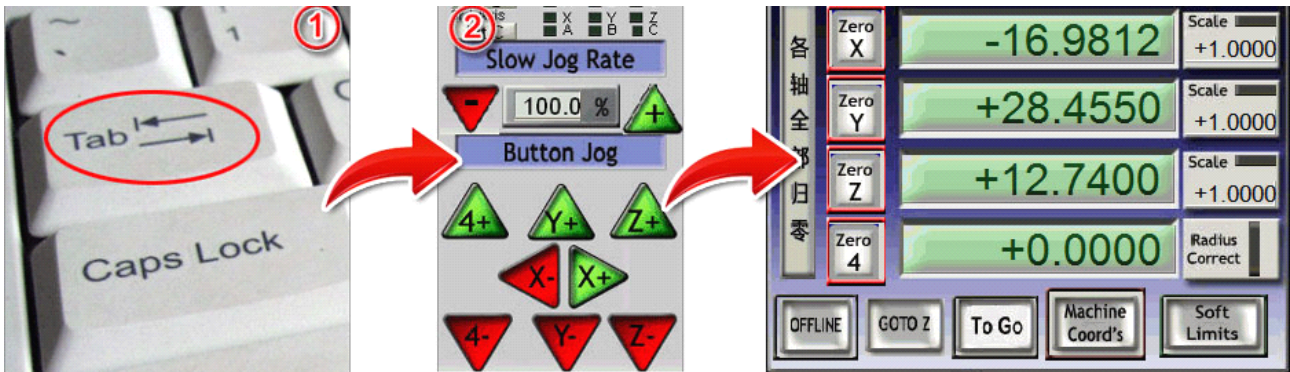 ~
`
!
1
Tab
Caps Lock
①
②
X Y Z
A B C
Slow Jog Rate
- 100.0 % +
Button Jog
4+ Y+ Z+
X- X+
4- Y- Z-
各轴全部归零
Zero X -16.9812 Scale +1.0000
Zero Y +28.4550 Scale +1.0000
Zero Z +12.7400 Scale +1.0000
Zero 4 +0.0000 Radius Correct
OFFLINE GOTO Z To Go Machine Coord's Soft Limits